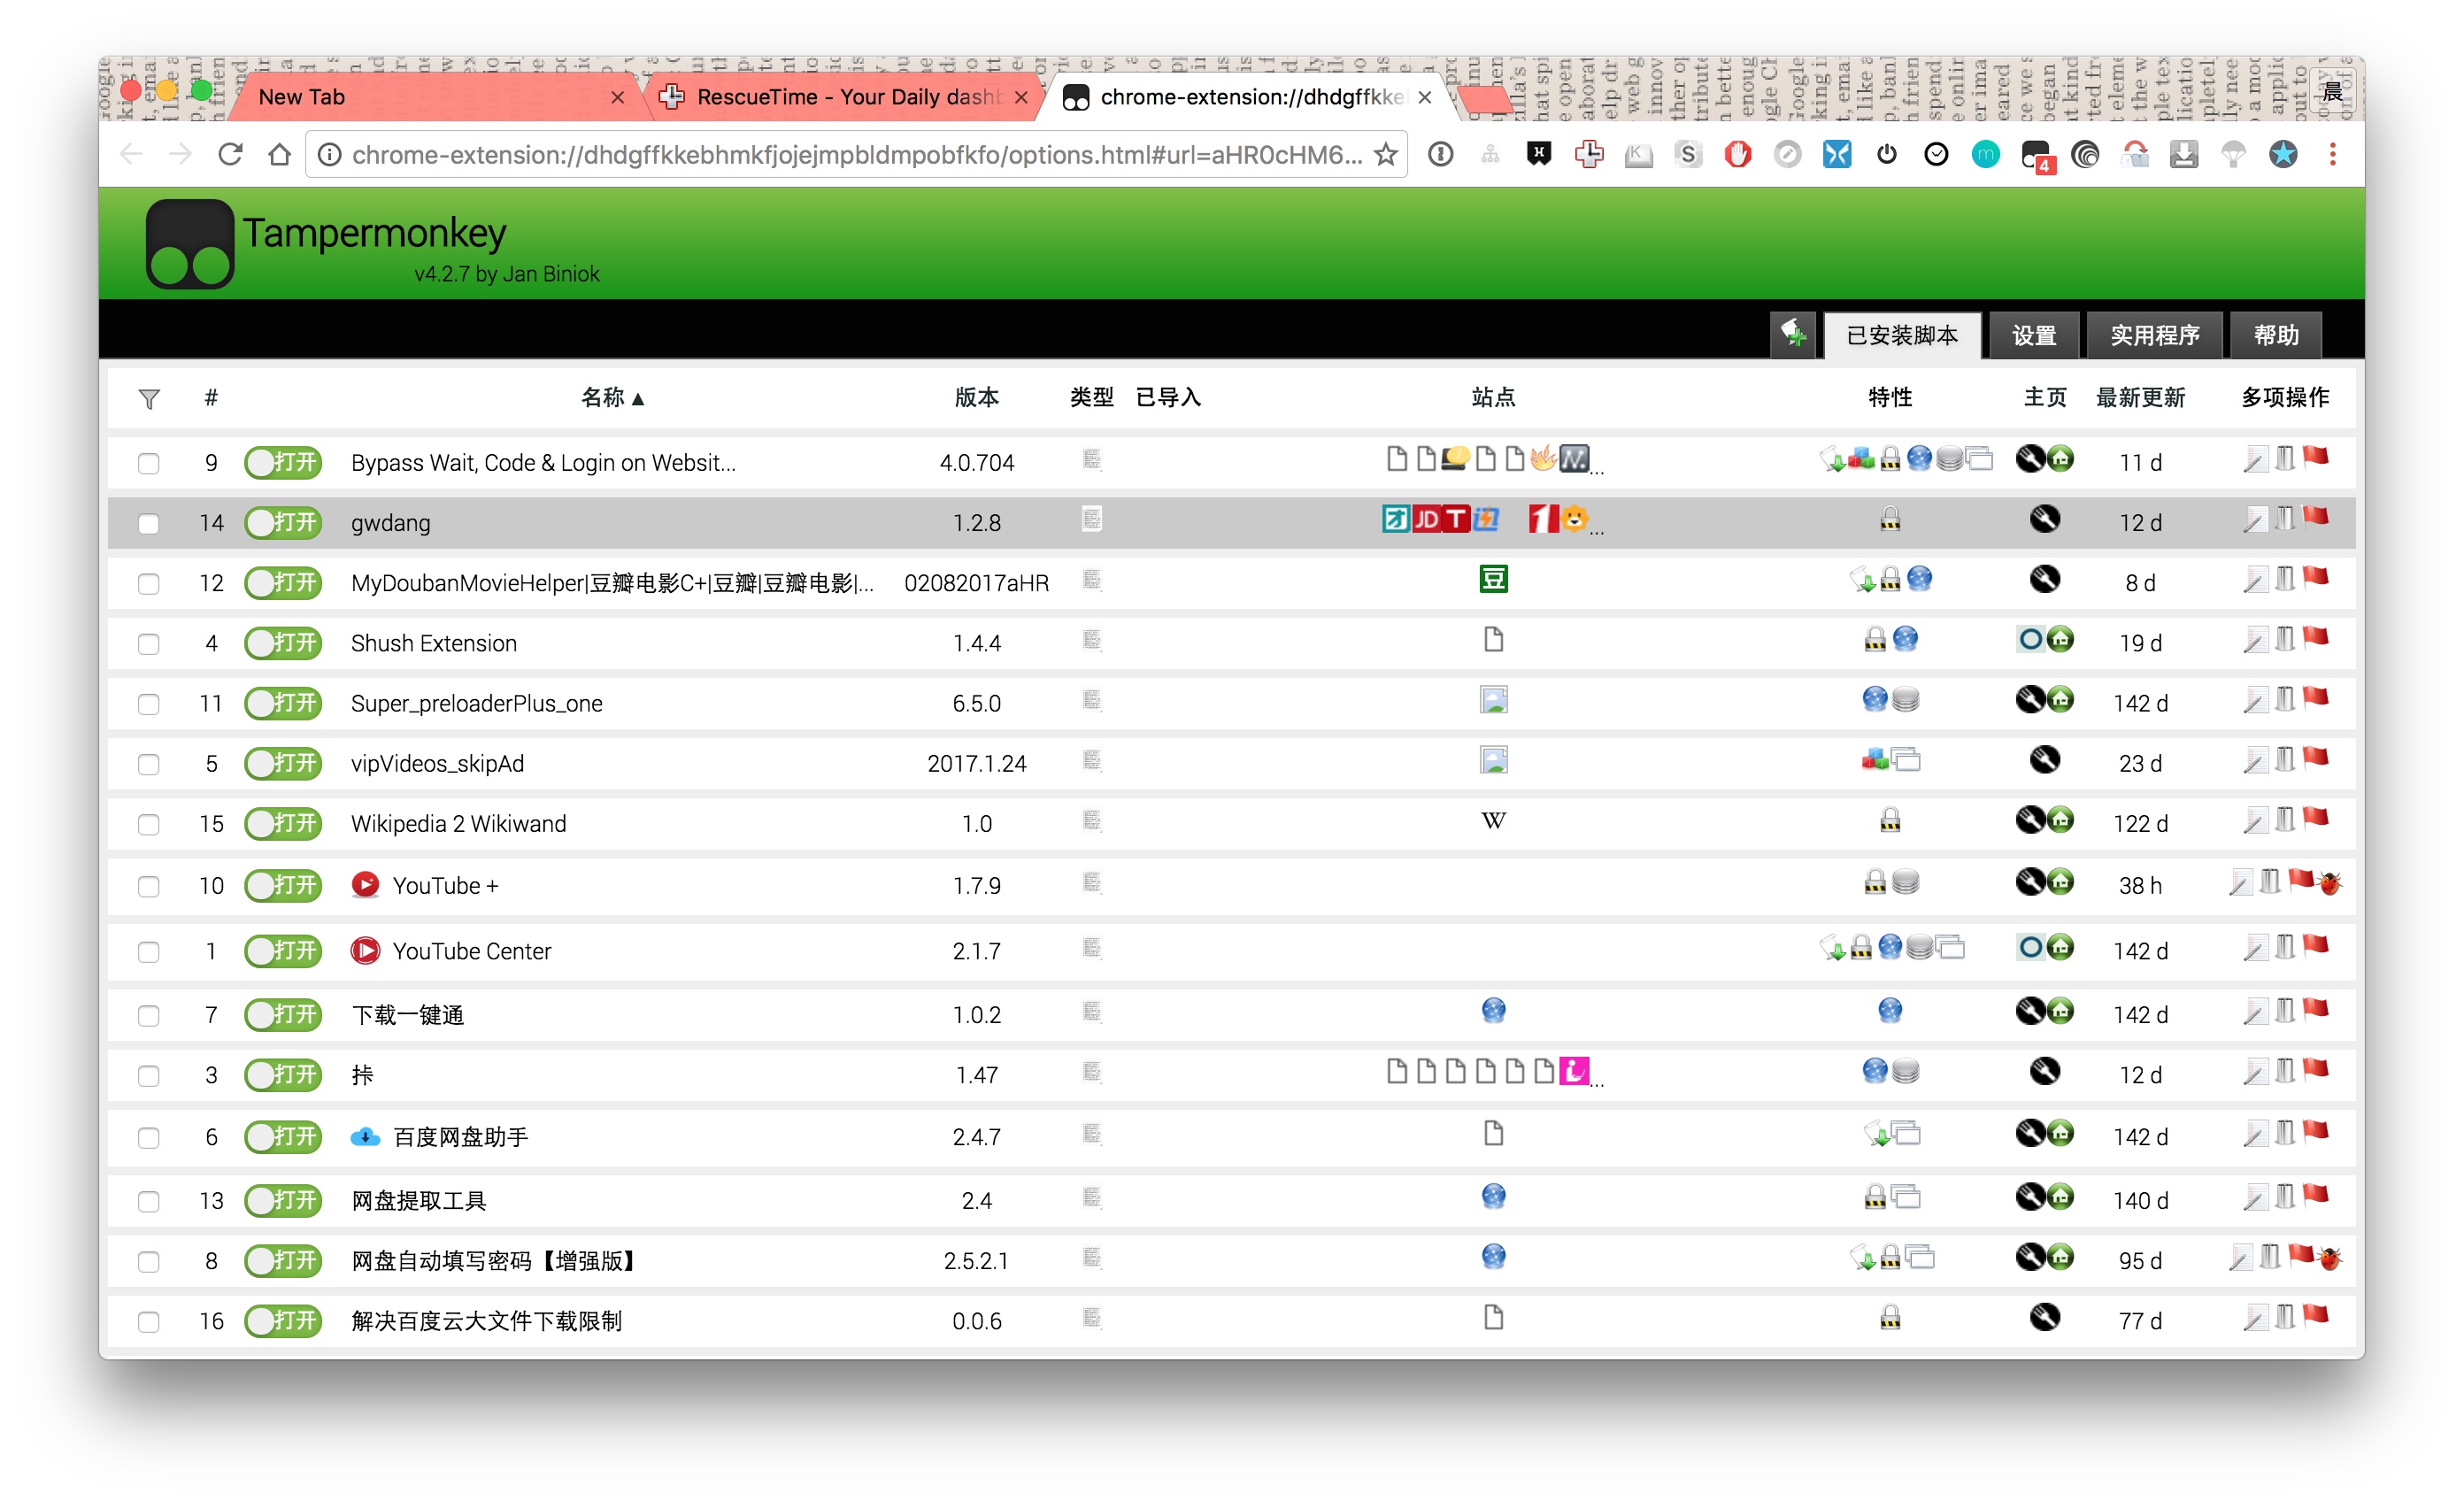 New Tab
RescueTime - Your Daily dashb
chrome-extension://dhdgffkke
晨
chrome-extension://dhdgffkkebhmkfjojejmpbldmpobfkfo/options.html#url=aHR0cHM6...
4
Tampermonkey
v4.2.7 by Jan Biniok
已安装脚本 设置 实用程序 帮助
# 名称▲ 版本 类型 已导入 站点 特性 主页 最新更新 多项操作
9 打开 Bypass Wait, Code & Login on Websit... 4.0.704 ... 11 d
14 打开 gwdang 1.2.8 JD T 1 ... 12 d
12 打开 MyDoubanMovieHelper|豆瓣电影C+|豆瓣|豆瓣电影|... 02082017aHR 豆 8 d
4 打开 Shush Extension 1.4.4 19 d
11 打开 Super_preloaderPlus_one 6.5.0 142 d
5 打开 vipVideos_skipAd 2017.1.24 23 d
15 打开 Wikipedia 2 Wikiwand 1.0 W 122 d
10 打开 YouTube + 1.7.9 38 h
1 打开 YouTube Center 2.1.7 142 d
7 打开 下载一键通 1.0.2 142 d
3 打开 挊 1.47 ... 12 d
6 打开 百度网盘助手 2.4.7 142 d
13 打开 网盘提取工具 2.4 140 d
8 打开 网盘自动填写密码【增强版】 2.5.2.1 95 d
16 打开 解决百度云大文件下载限制 0.0.6 77 d